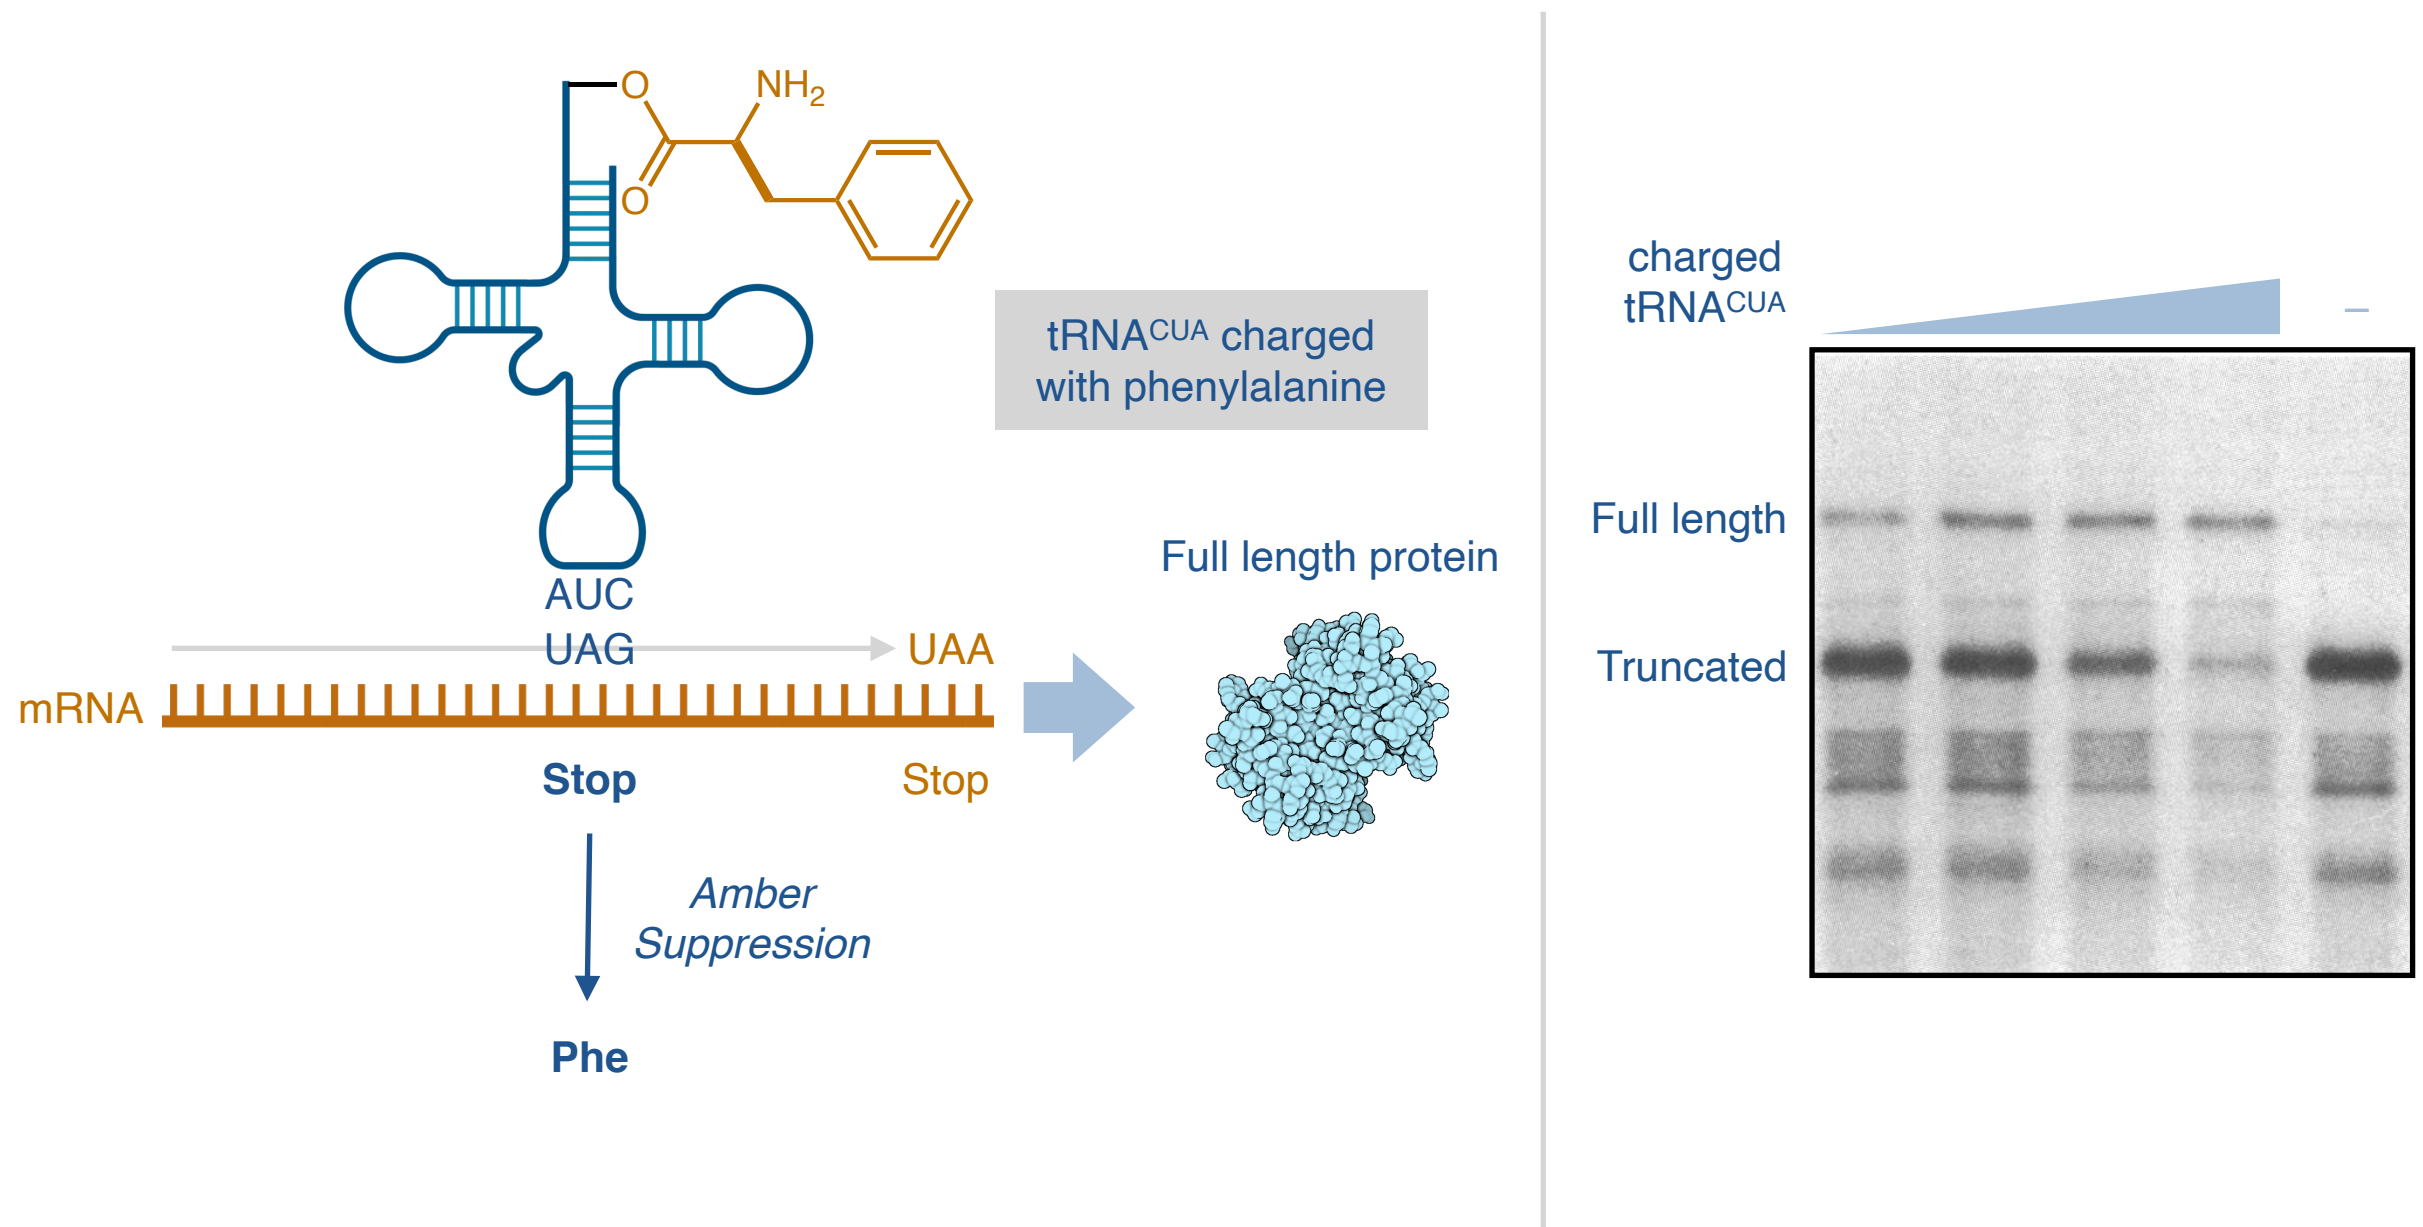 O
NH2
O
tRNACUA charged
with phenylalanine
AUC
UAG
UAA
mRNA
Stop
Stop
Amber
Suppression
Phe
Full length protein
charged
tRNACUA
–
Full length
Truncated